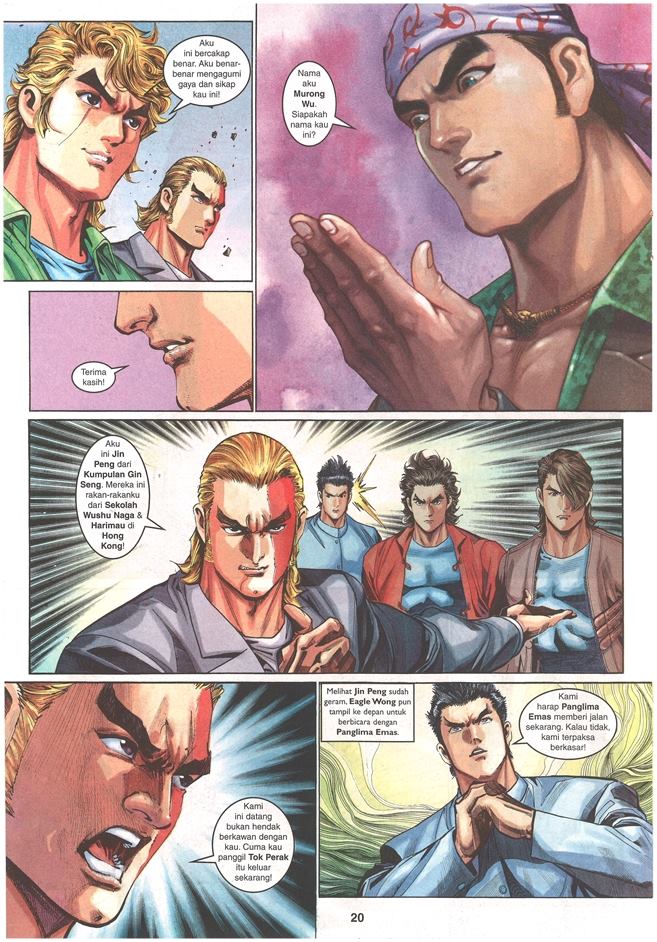 Aku
ini bercakap
benar. Aku benar-
benar mengagumi
gaya dan sikap
kau ini!
Nama
aku
Murong
Wu.
Siapakah
nama kau
ini?
Terima
kasih!
Aku
ini Jin
Peng dari
Kumpulan Gin
Seng. Mereka ini
rakan-rakanku
dari Sekolah
Wushu Naga &
Harimau di
Hong
Kong!
Kami
ini datang
bukan hendak
berkawan dengan
kau. Cuma kau
panggil Tok Perak
itu keluar
sekarang!
Melihat Jin Peng sudah
geram, Eagle Wong pun
tampil ke depan untuk
berbicara dengan
Panglima Emas.
Kami
harap Panglima
Emas memberi jalan
sekarang. Kalau tidak,
kami terpaksa
berkasar!
20